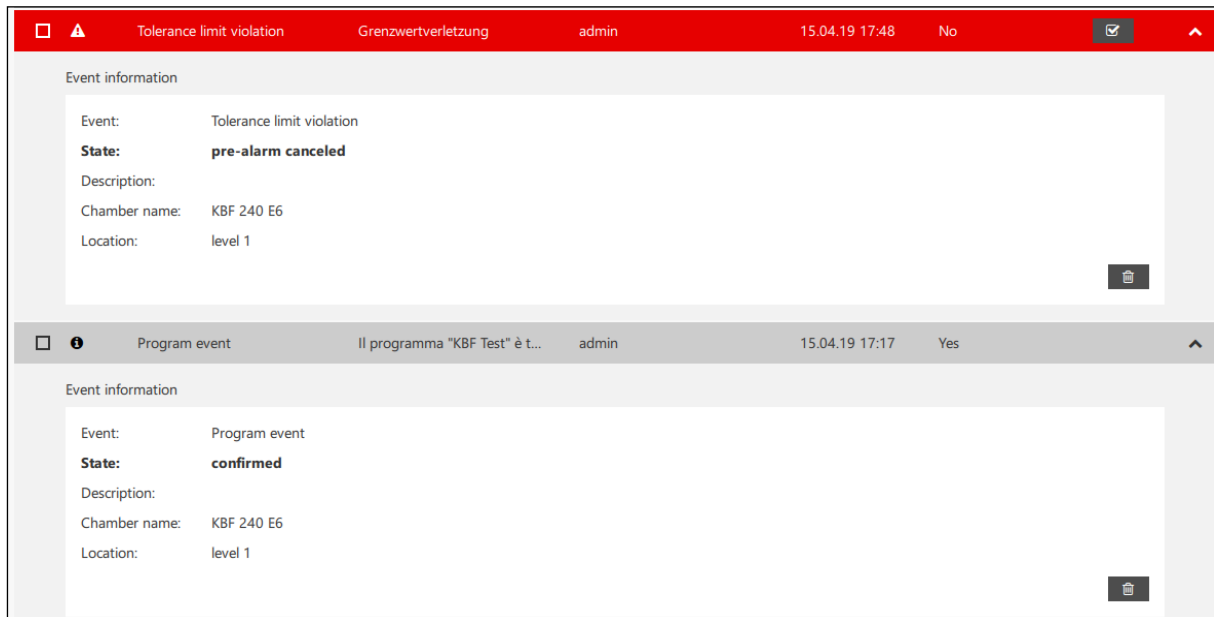 Tolerance limit violation Grenzwertverletzung admin 15.04.19 17:48 No
Event information
Event: Tolerance limit violation
State: pre-alarm canceled
Description:
Chamber name: KBF 240 E6
Location: level 1
Program event Il programma "KBF Test" è t... admin 15.04.19 17:17 Yes
Event information
Event: Program event
State: confirmed
Description:
Chamber name: KBF 240 E6
Location: level 1